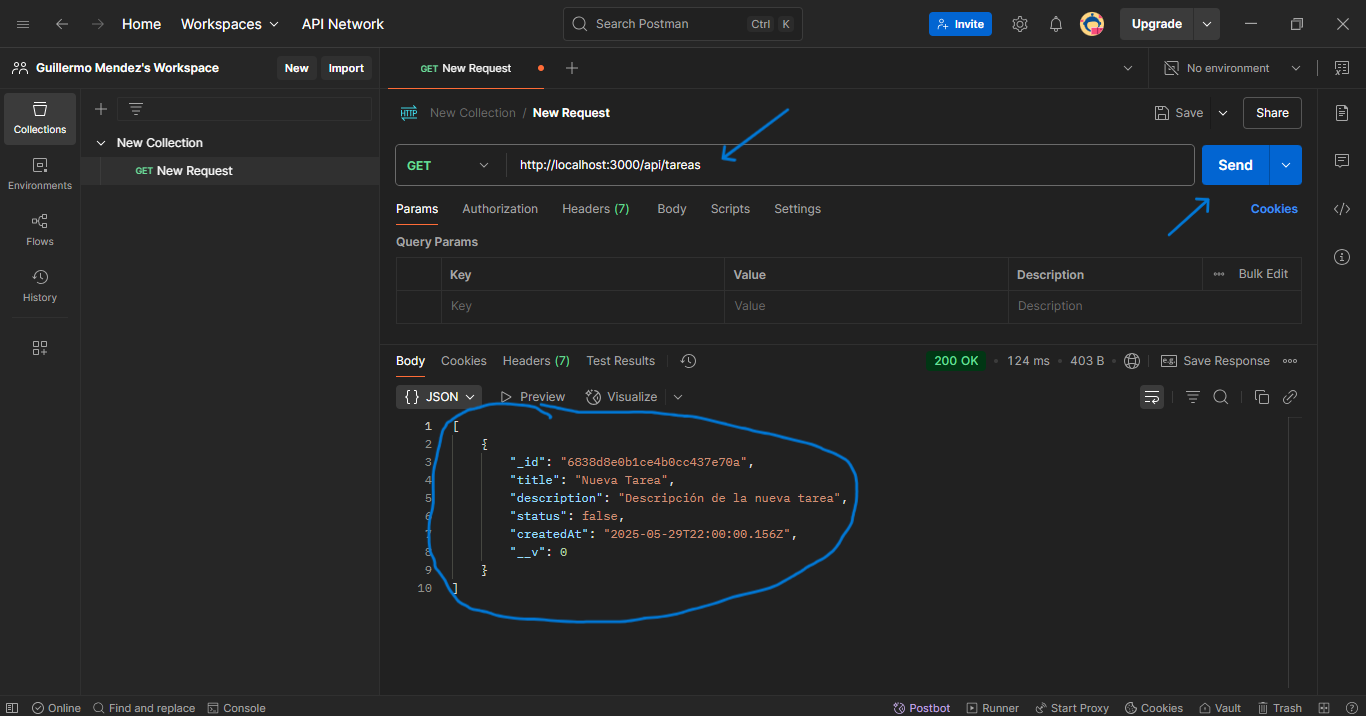 Home Workspaces API Network Search Postman Ctrl K Invite Upgrade
Guillermo Mendez's Workspace New Import GET New Request No environment
Collections
Environments
Flows
History
New Collection
GET New Request
HTTP New Collection / New Request Save Share
GET http://localhost:3000/api/tareas Send
Params Authorization Headers (7) Body Scripts Settings Cookies
Query Params
Key Value Description Bulk Edit
Key Value Description
Body Cookies Headers (7) Test Results 200 OK 124 ms 403 B e.g. Save Response
{ } JSON Preview Visualize
1 [
2 {
3 "_id": "6838d8e0b1ce4b0cc437e70a",
4 "title": "Nueva Tarea",
5 "description": "Descripción de la nueva tarea",
6 "status": false,
7 "createdAt": "2025-05-29T22:00:00.156Z",
8 "__v": 0
9 }
10 ]
Online Find and replace Console Postbot Runner Start Proxy Cookies Vault Trash